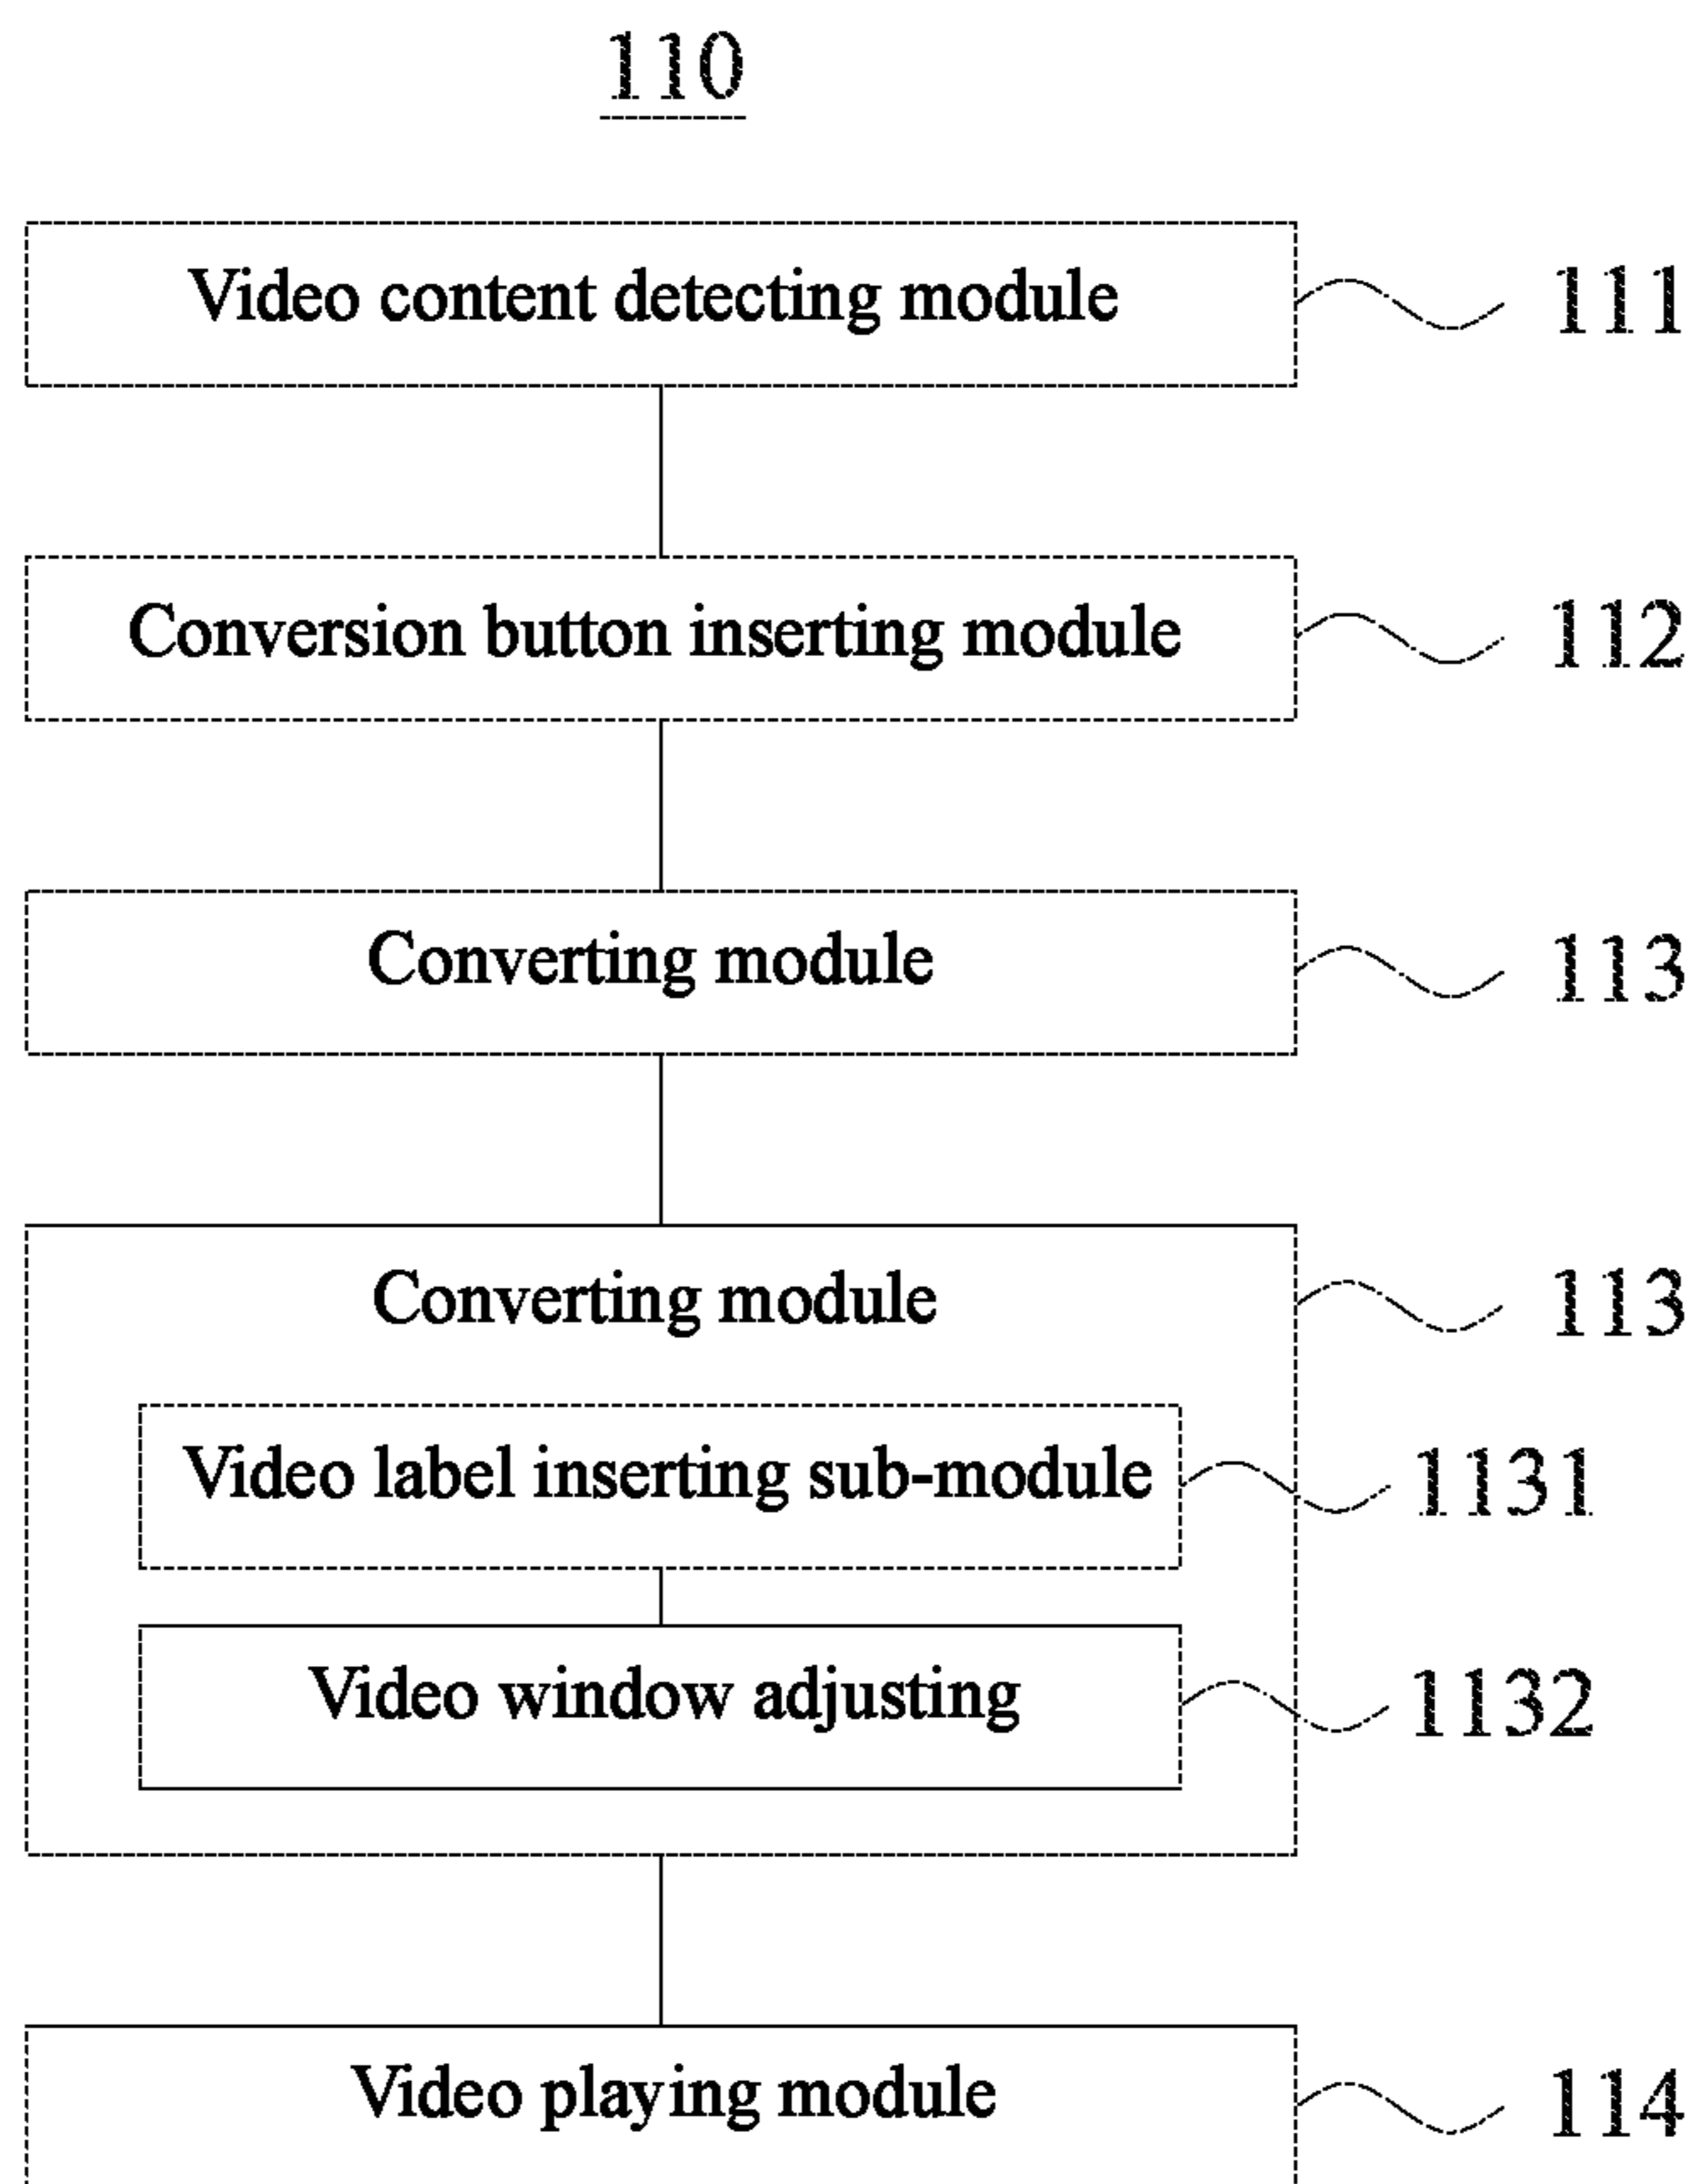 110
Video content detecting module 111
Conversion button inserting module 112
Converting module 113
Converting module 113
Video label inserting sub-module 1131
Video window adjusting 1132
Video playing module 114